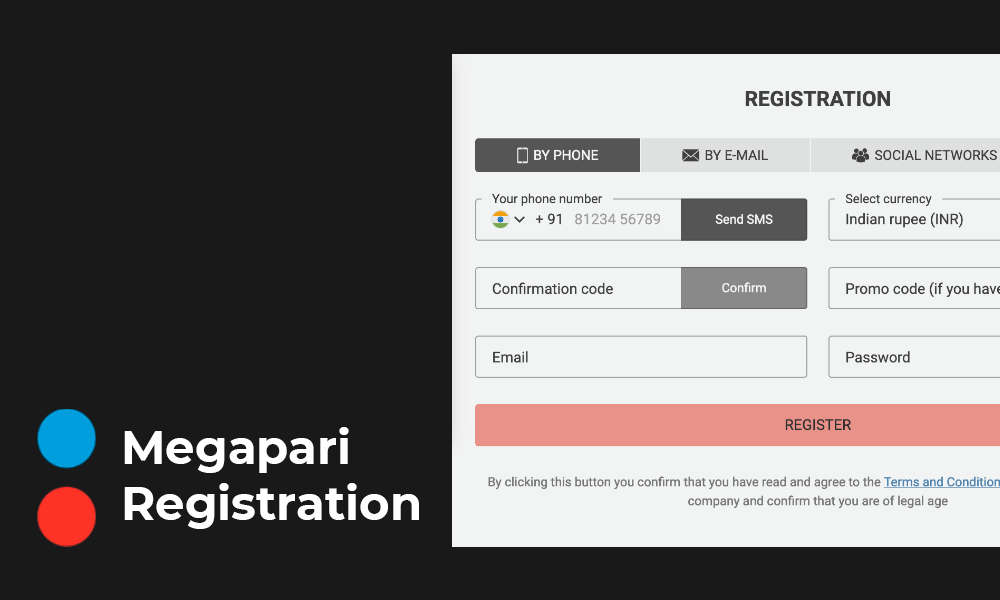 REGISTRATION
BY PHONE
BY E-MAIL
SOCIAL NETWORKS
Your phone number
+ 91 81234 56789
Send SMS
Select currency
Indian rupee (INR)
Confirmation code
Confirm
Promo code (if you have
Email
Password
REGISTER
By clicking this button you confirm that you have read and agree to the Terms and Condition
company and confirm that you are of legal age
Megapari
Registration